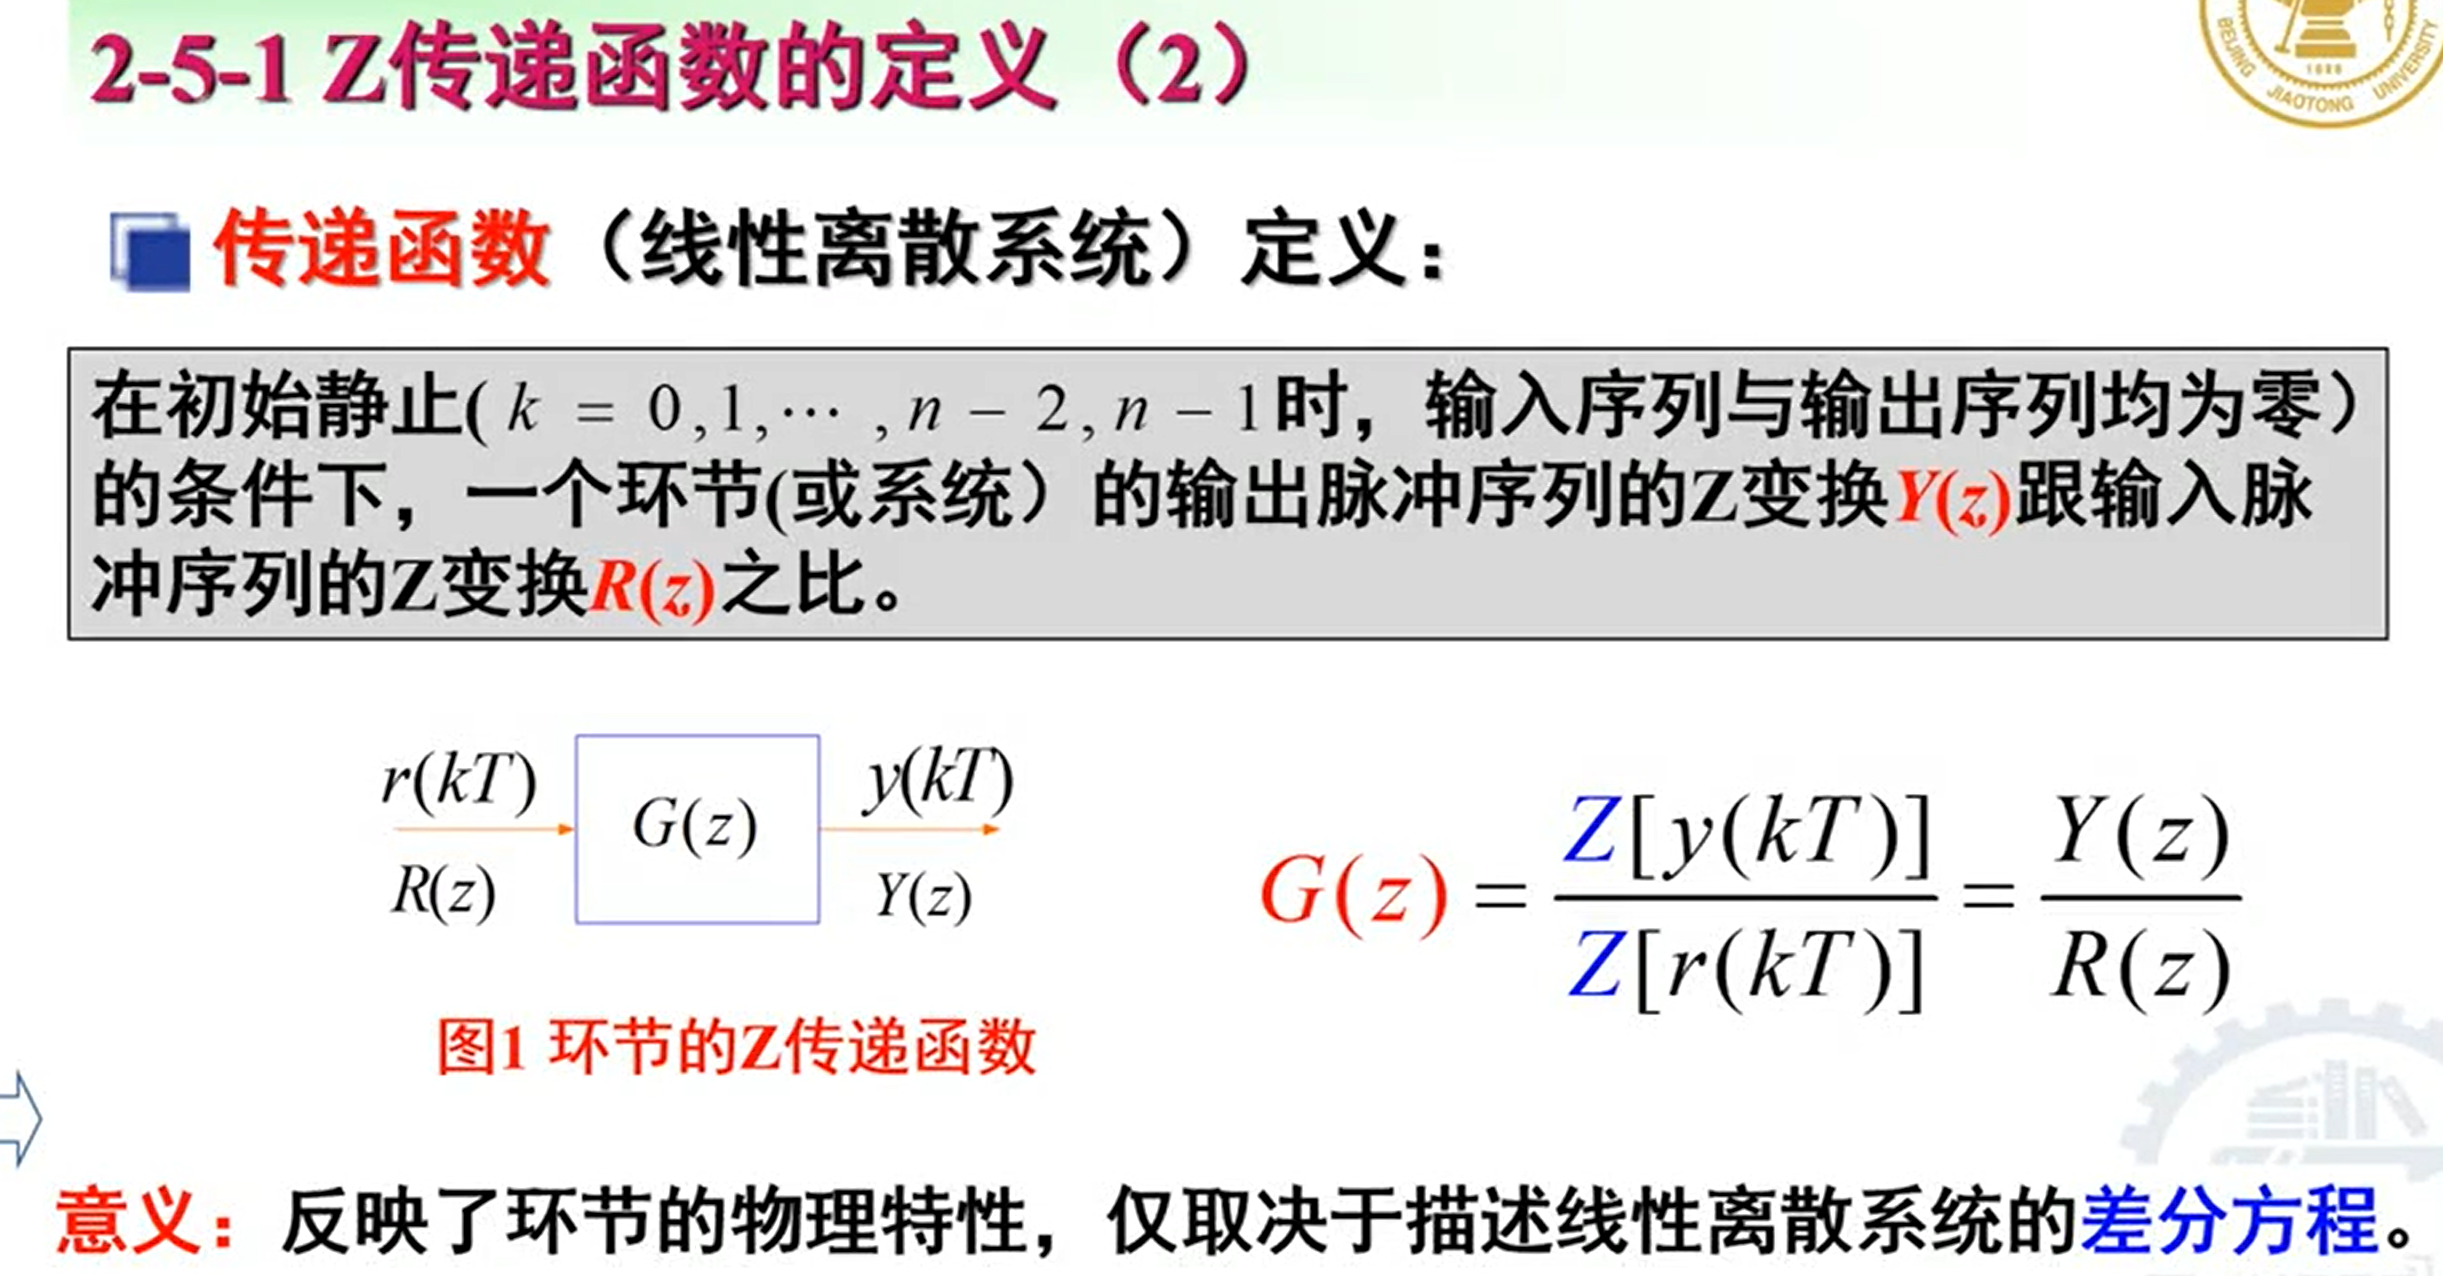 2-5-1 Z传递函数的定义（2）
BEIJING JIAOTONG UNIVERSITY
1896
传递函数（线性离散系统）定义：
在初始静止( k = 0,1,⋯ ,n − 2,n − 1时，输入序列与输出序列均为零）
的条件下，一个环节(或系统）的输出脉冲序列的Z变换Y(z)跟输入脉
冲序列的Z变换R(z)之比。
r(kT)
R(z)
G(z)
y(kT)
Y(z)
G(z) = Z[y(kT)] / Z[r(kT)] = Y(z) / R(z)
图1 环节的Z传递函数
意义：反映了环节的物理特性，仅取决于描述线性离散系统的差分方程。